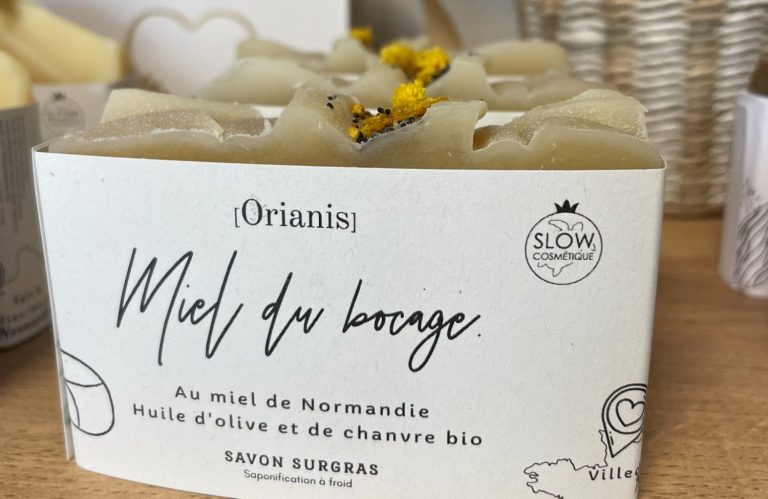 [Orianis]
SLOW
COSMÉTIQUE
Miel du bocage.
Au miel de Normandie
Huile d'olive et de chanvre bio
SAVON SURGRAS
Saponification à froid